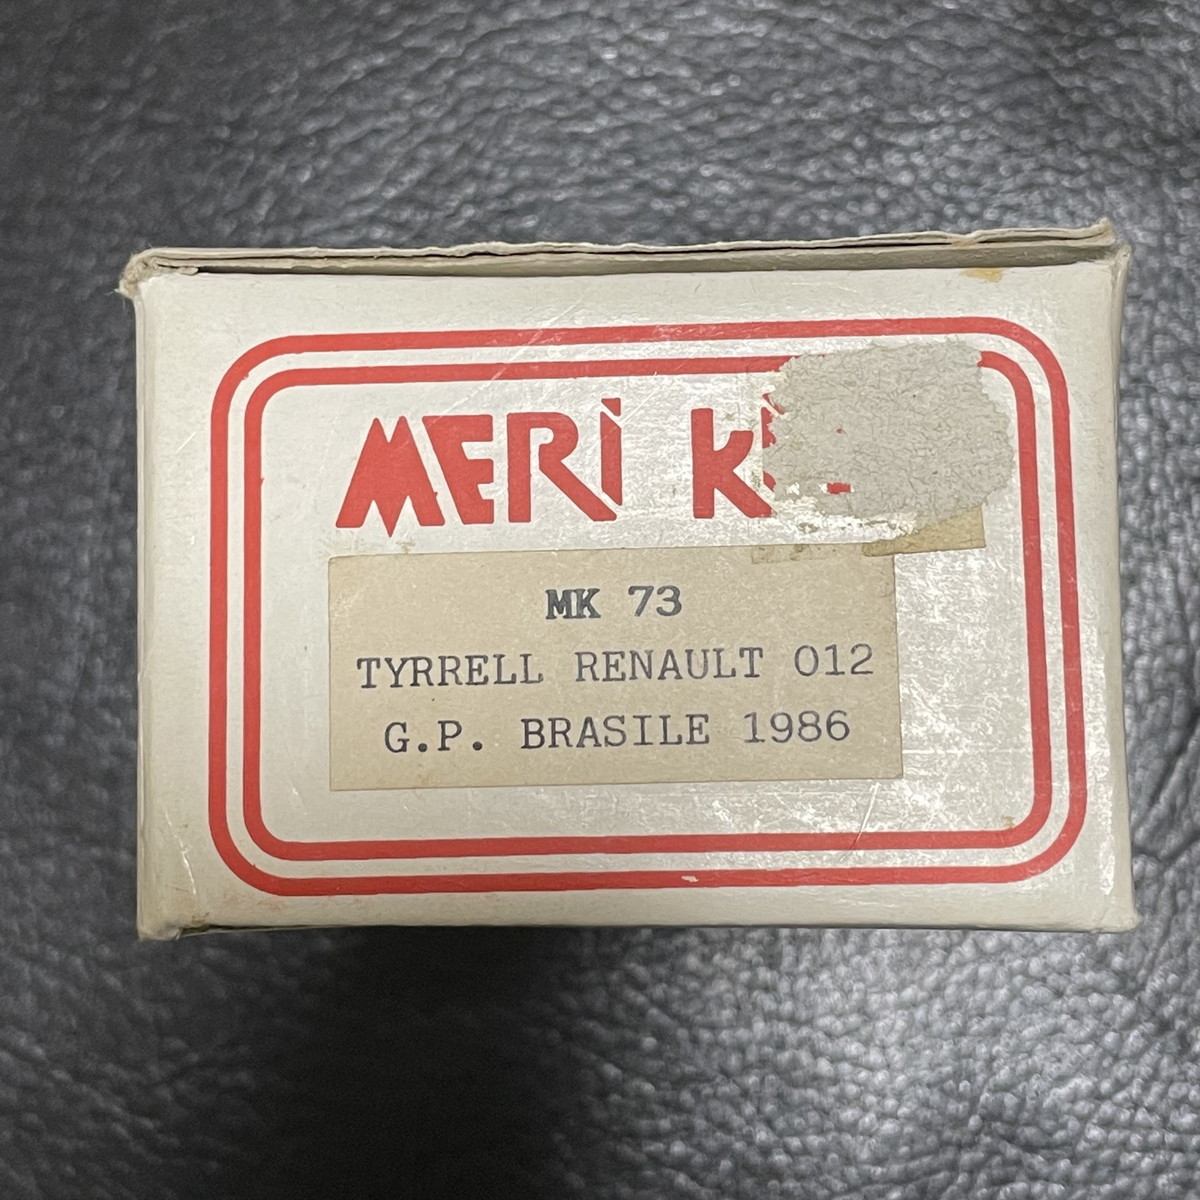 MERi
MK 73
TYRRELL RENAULT 012
G.P. BRASILE 1986